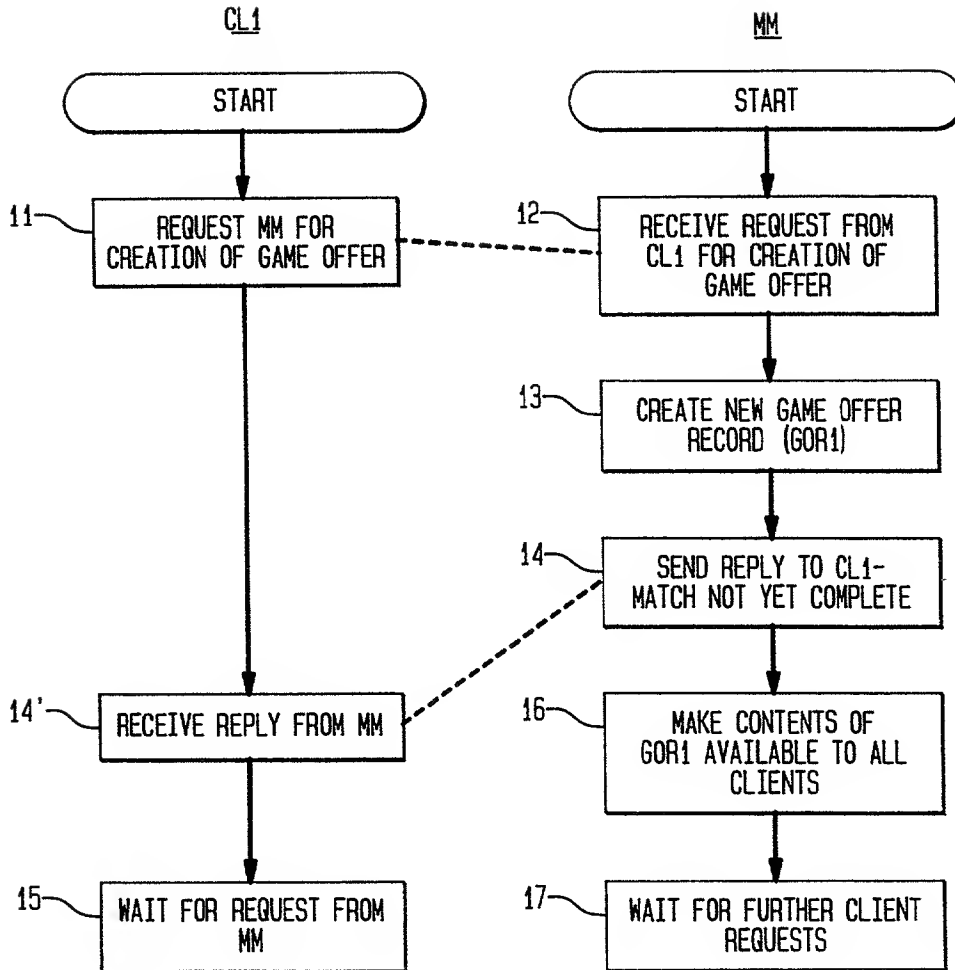 CL1
MM
START
START
11
REQUEST MM FOR
CREATION OF GAME OFFER
12
RECEIVE REQUEST FROM
CL1 FOR CREATION OF
GAME OFFER
13
CREATE NEW GAME OFFER
RECORD (GOR1)
14
SEND REPLY TO CL1-
MATCH NOT YET COMPLETE
14'
RECEIVE REPLY FROM MM
16
MAKE CONTENTS OF
GOR1 AVAILABLE TO ALL
CLIENTS
15
WAIT FOR REQUEST FROM
MM
17
WAIT FOR FURTHER CLIENT
REQUESTS